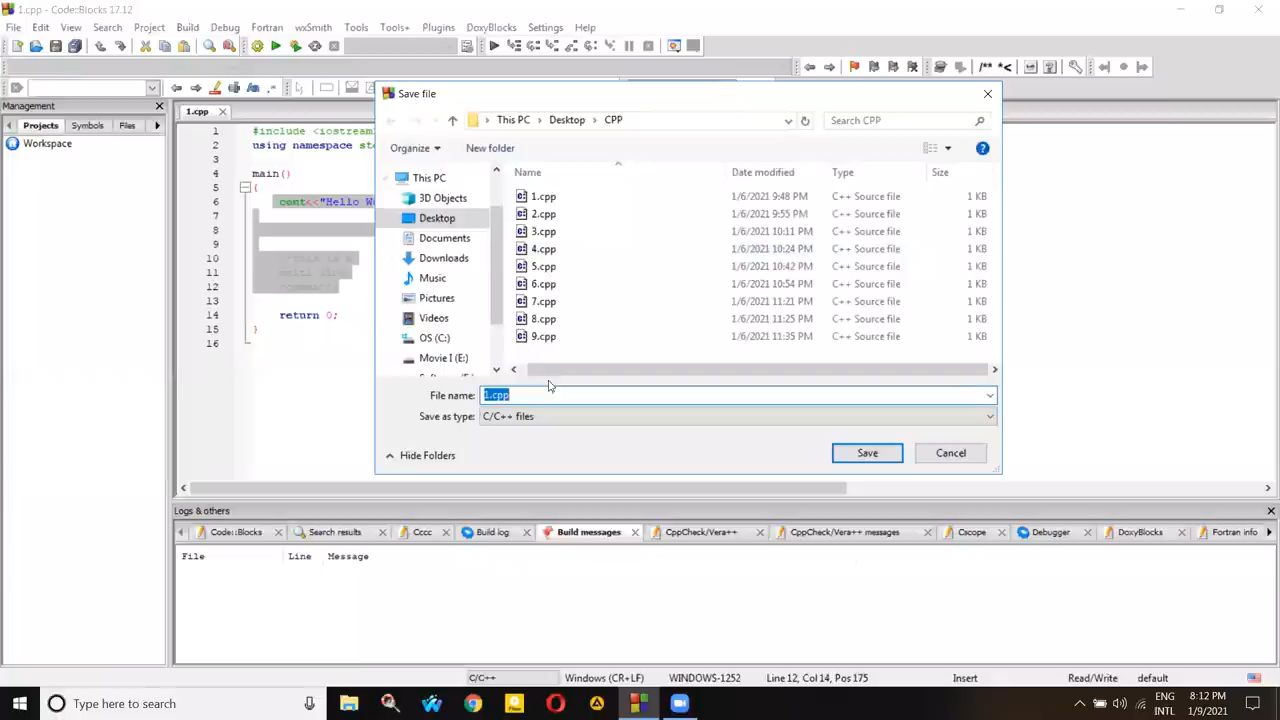 1.cpp - Code::Blocks 17.12
File Edit View Search Project Build Debug Fortran wxSmith Tools Tools+ Plugins DoxyBlocks Settings Help
/** *<
Management
Projects Symbols Files
Workspace
1.cpp
1 #include <iostream
2 using namespace st
3
4 main()
5 {
6 cout<<"Hello W
7
8
9
10 This is a
11
12
13
14 return 0;
15 }
16
Save file
This PC > Desktop > CPP
Search CPP
Organize New folder
This PC
3D Objects
Desktop
Documents
Downloads
Music
Pictures
Videos
OS (C:)
Movie I (E:)
Name Date modified Type Size
1.cpp 1/6/2021 9:48 PM C++ Source file 1 KB
2.cpp 1/6/2021 9:55 PM C++ Source file 1 KB
3.cpp 1/6/2021 10:11 PM C++ Source file 1 KB
4.cpp 1/6/2021 10:24 PM C++ Source file 1 KB
5.cpp 1/6/2021 10:42 PM C++ Source file 1 KB
6.cpp 1/6/2021 10:54 PM C++ Source file 1 KB
7.cpp 1/6/2021 11:21 PM C++ Source file 1 KB
8.cpp 1/6/2021 11:25 PM C++ Source file 1 KB
9.cpp 1/6/2021 11:35 PM C++ Source file 1 KB
File name: 1.cpp
Save as type: C/C++ files
Hide Folders Save Cancel
Logs & others
Code::Blocks Search results Cccc Build log Build messages CppCheck/Vera++ CppCheck/Vera++ messages Cscope Debugger DoxyBlocks Fortran info
File Line Message
C/C++ Windows (CR+LF) WINDOWS-1252 Line 12, Col 14, Pos 175 Insert Read/Write default
Type here to search
ENG
INTL
8:12 PM
1/9/2021